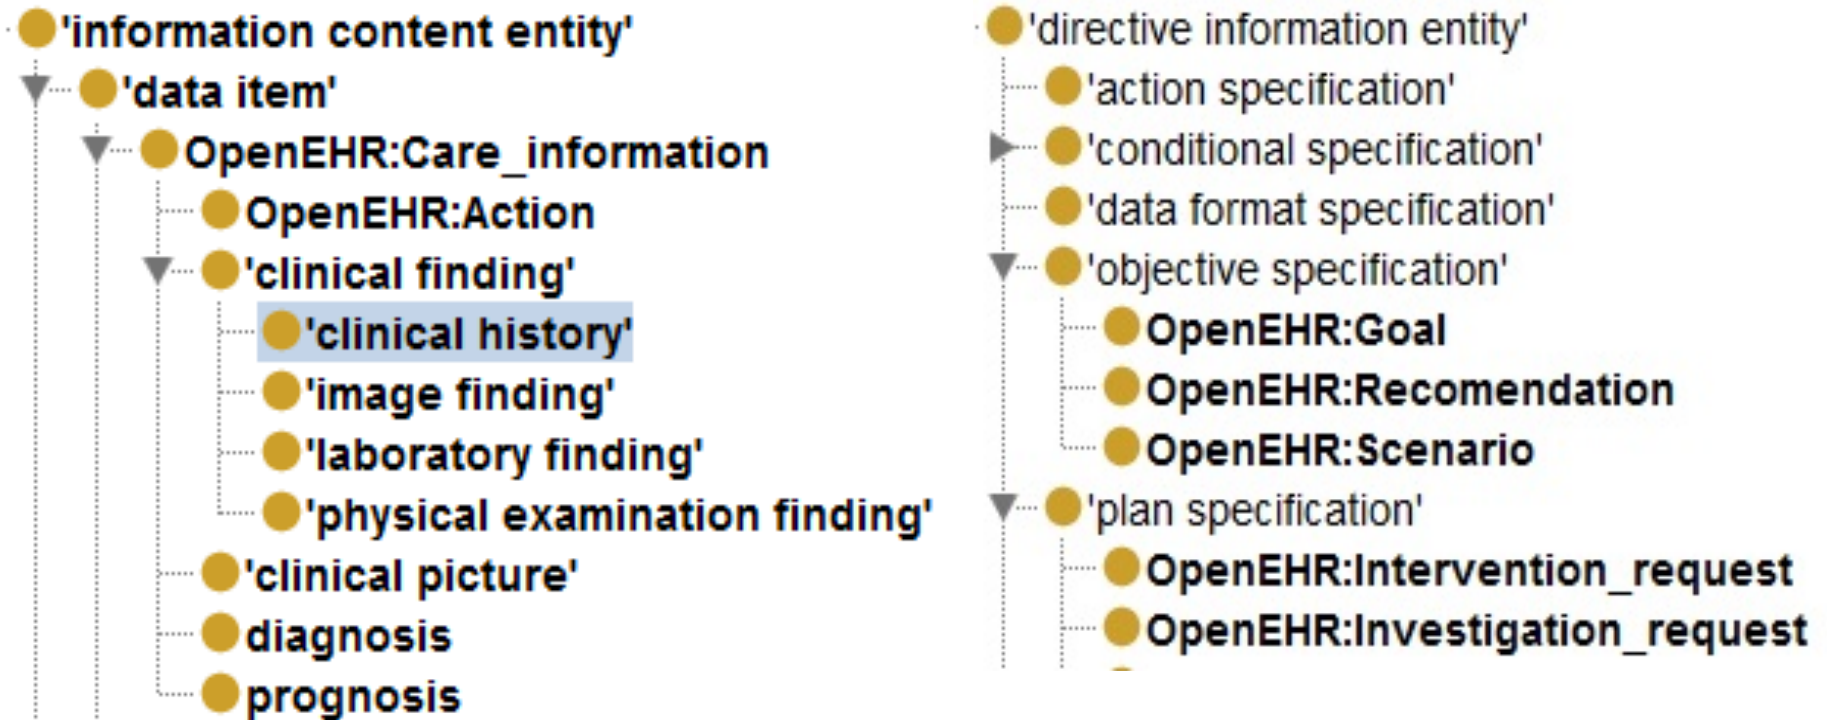 'information content entity'
'data item'
OpenEHR:Care_information
OpenEHR:Action
'clinical finding'
'clinical history'
'image finding'
'laboratory finding'
'physical examination finding'
'clinical picture'
diagnosis
prognosis
'directive information entity'
'action specification'
'conditional specification'
'data format specification'
'objective specification'
OpenEHR:Goal
OpenEHR:Recomendation
OpenEHR:Scenario
'plan specification'
OpenEHR:Intervention_request
OpenEHR:Investigation_request